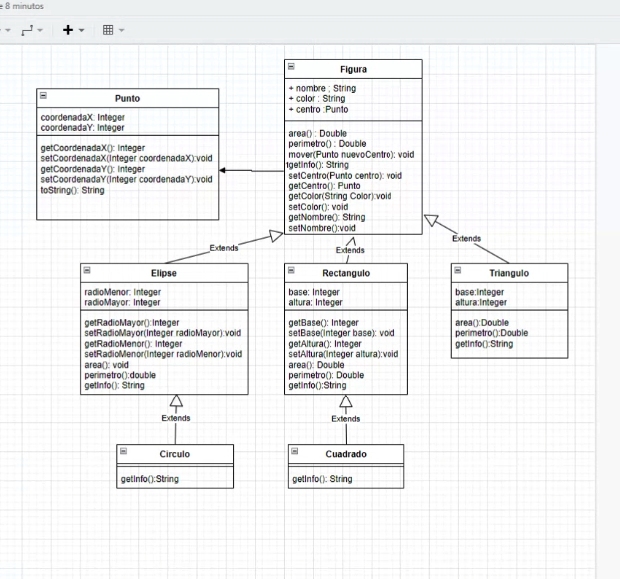 e 8 minutos
Figura
+ nombre : String
+ color : String
+ centro :Punto
area() : Double
perimetro() : Double
mover(Punto nuevoCentro): void
getInfo(): String
setCentro(Punto centro): void
getCentro(): Punto
getColor(String Color):void
setColor(): void
getNombre(): String
setNombre():void
Punto
coordenadaX: Integer
coordenadaY: Integer
getCoordenadaX(): Integer
setCoordenadaX(Integer coordenadaX):void
getCoordenadaY(): Integer
setCoordenadaY(Integer coordenadaY):void
toString(): String
Extends
Extends
Extends
Elipse
radioMenor: Integer
radioMayor: Integer
getRadioMayor():Integer
setRadioMayor(Integer radioMayor):void
getRadioMenor(): Integer
setRadioMenor(Integer radioMenor):void
area(): void
perimetro():double
getInfo(): String
Rectangulo
base: Integer
altura: Integer
getBase(): Integer
setBase(Integer base): void
getAltura(): Integer
setAltura(Integer altura):void
area(): Double
perimetro(): Double
getInfo():String
Triangulo
base:Integer
altura:Integer
area():Double
perimetro():Double
getInfo():String
Extends
Extends
Circulo
getInfo():String
Cuadrado
getInfo(): String